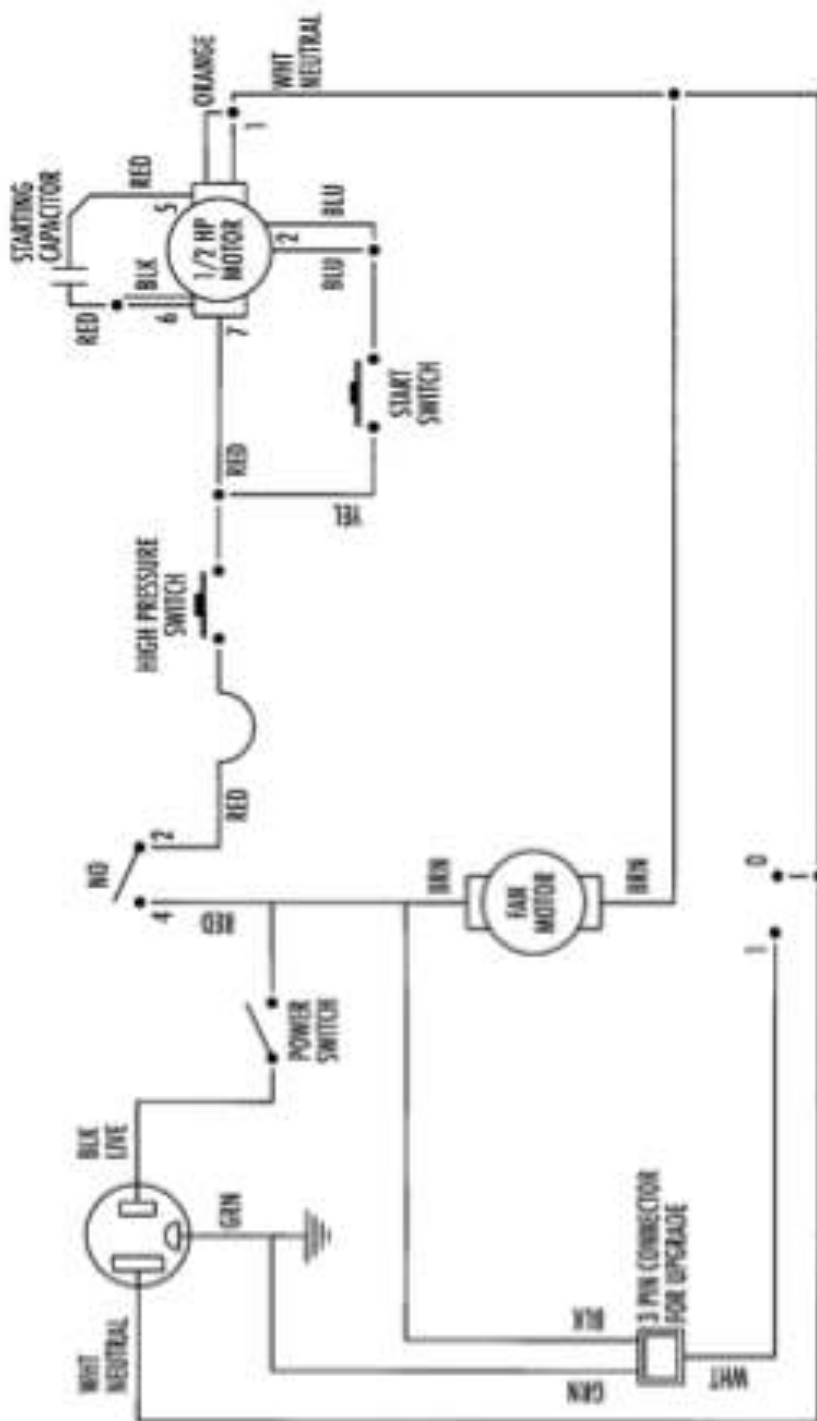 WHT
NEUTRAL
BLK
LIVE
GRN
POWER
SWITCH
NO
4
2
RED
RED
HIGH PRESSURE
SWITCH
RED
YEL
START
SWITCH
STARTING
CAPACITOR
RED
BLK
RED
6
5
7
1/2 HP
MOTOR
2
BLU
BLU
ORANGE
1
WHT
NEUTRAL
BRN
FAN
MOTOR
BRN
BLK
GRN
3 PIN CONNECTOR
FOR UPGRADE
WHT
1
0